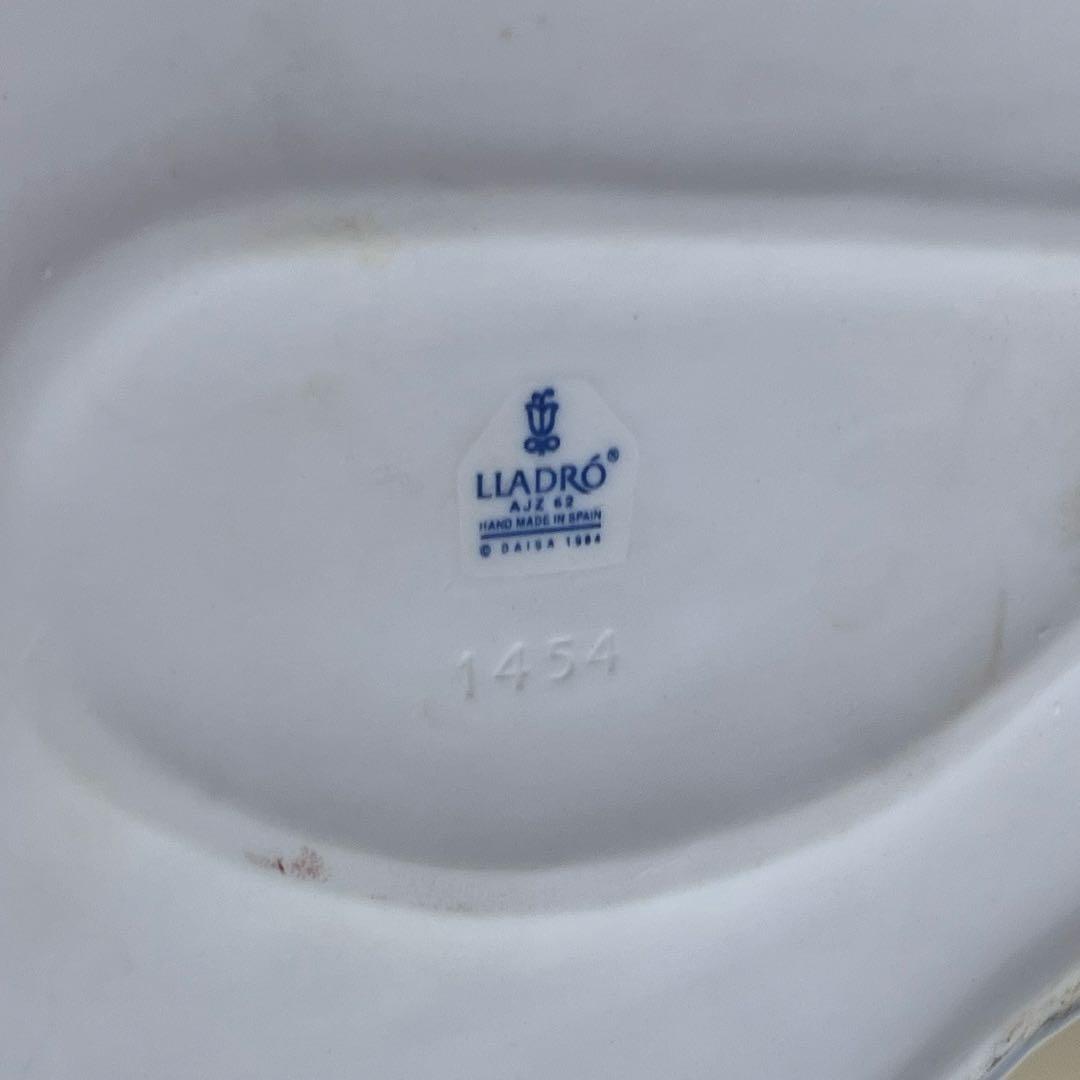 LLADRÓ®
AJZ 62
HAND MADE IN SPAIN
© DAISA 1984
1454